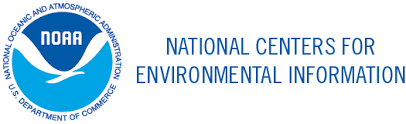 NATIONAL OCEANIC AND ATMOSPHERIC ADMINISTRATION
NOAA
U.S. DEPARTMENT OF COMMERCE
NATIONAL CENTERS FOR
ENVIRONMENTAL INFORMATION